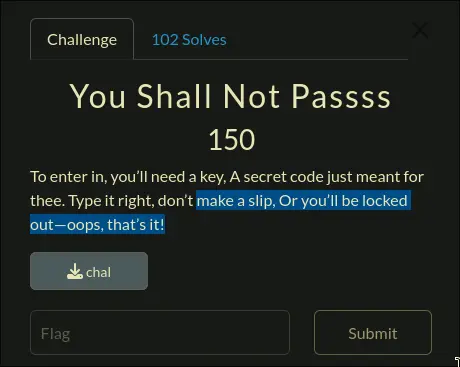 Challenge
102 Solves
You Shall Not Passss
150
To enter in, you’ll need a key, A secret code just meant for
thee. Type it right, don’t make a slip, Or you’ll be locked
out—oops, that’s it!
chal
Flag
Submit